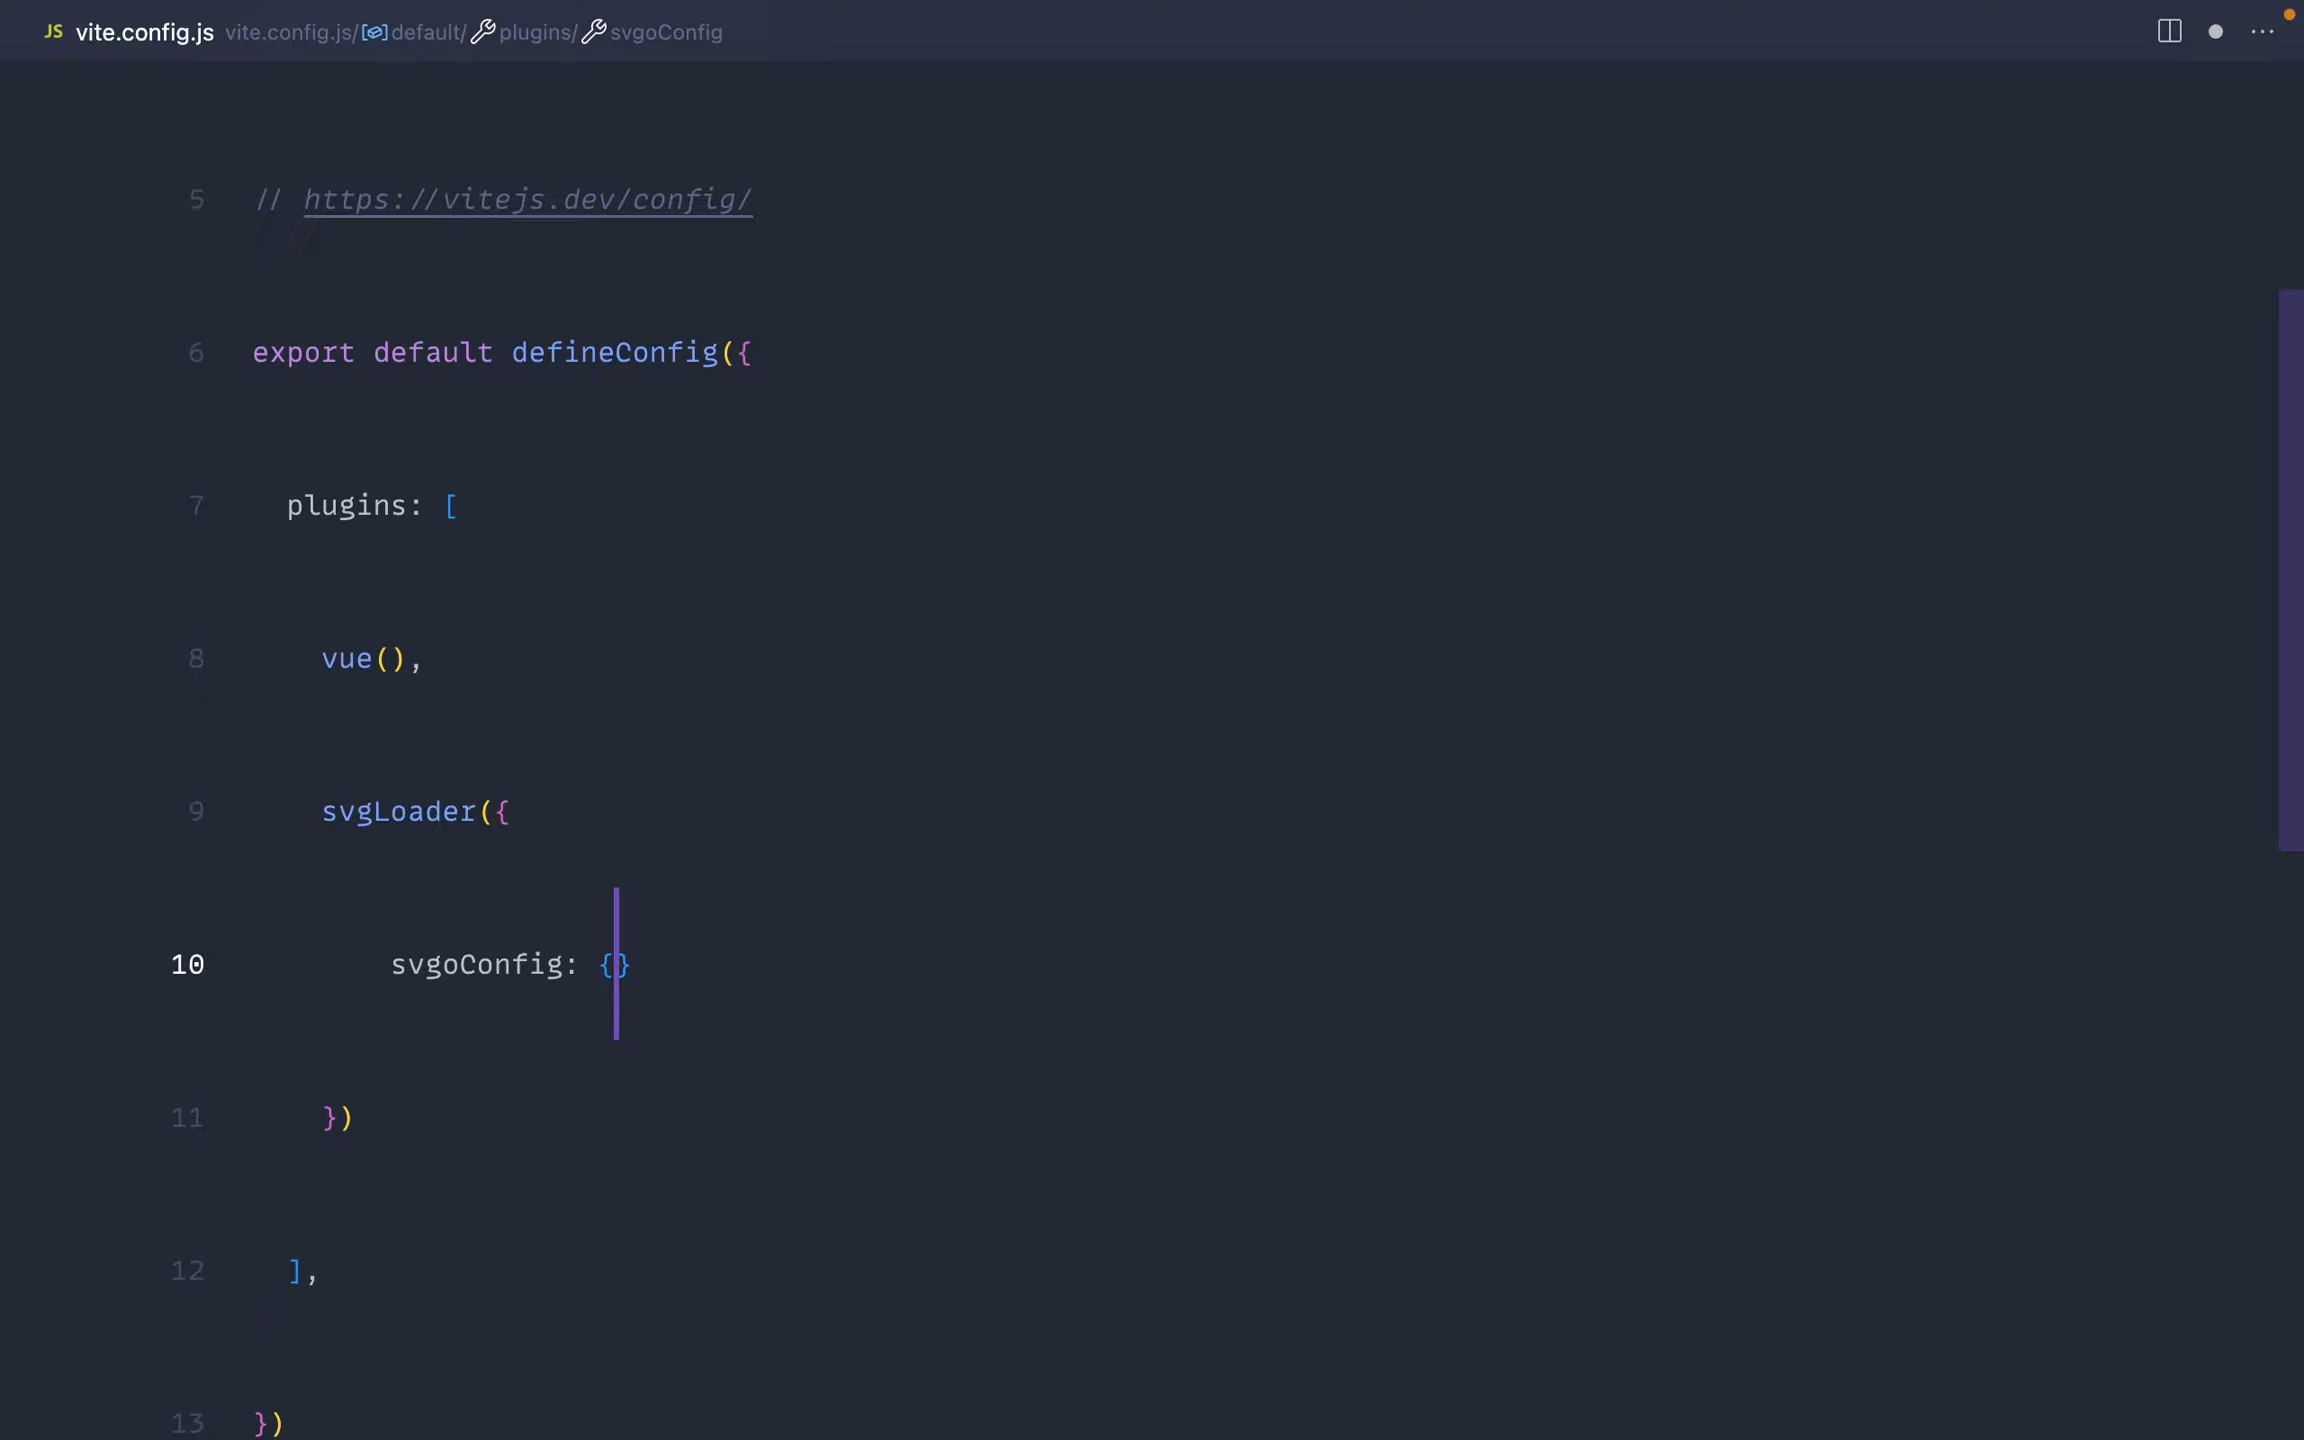 JS vite.config.js vite.config.js/default/plugins/svgoConfig
5 // https://vitejs.dev/config/
6 export default defineConfig({
7 plugins: [
8 vue(),
9 svgLoader({
10 svgoConfig: {}
11 })
12 ],
13 })